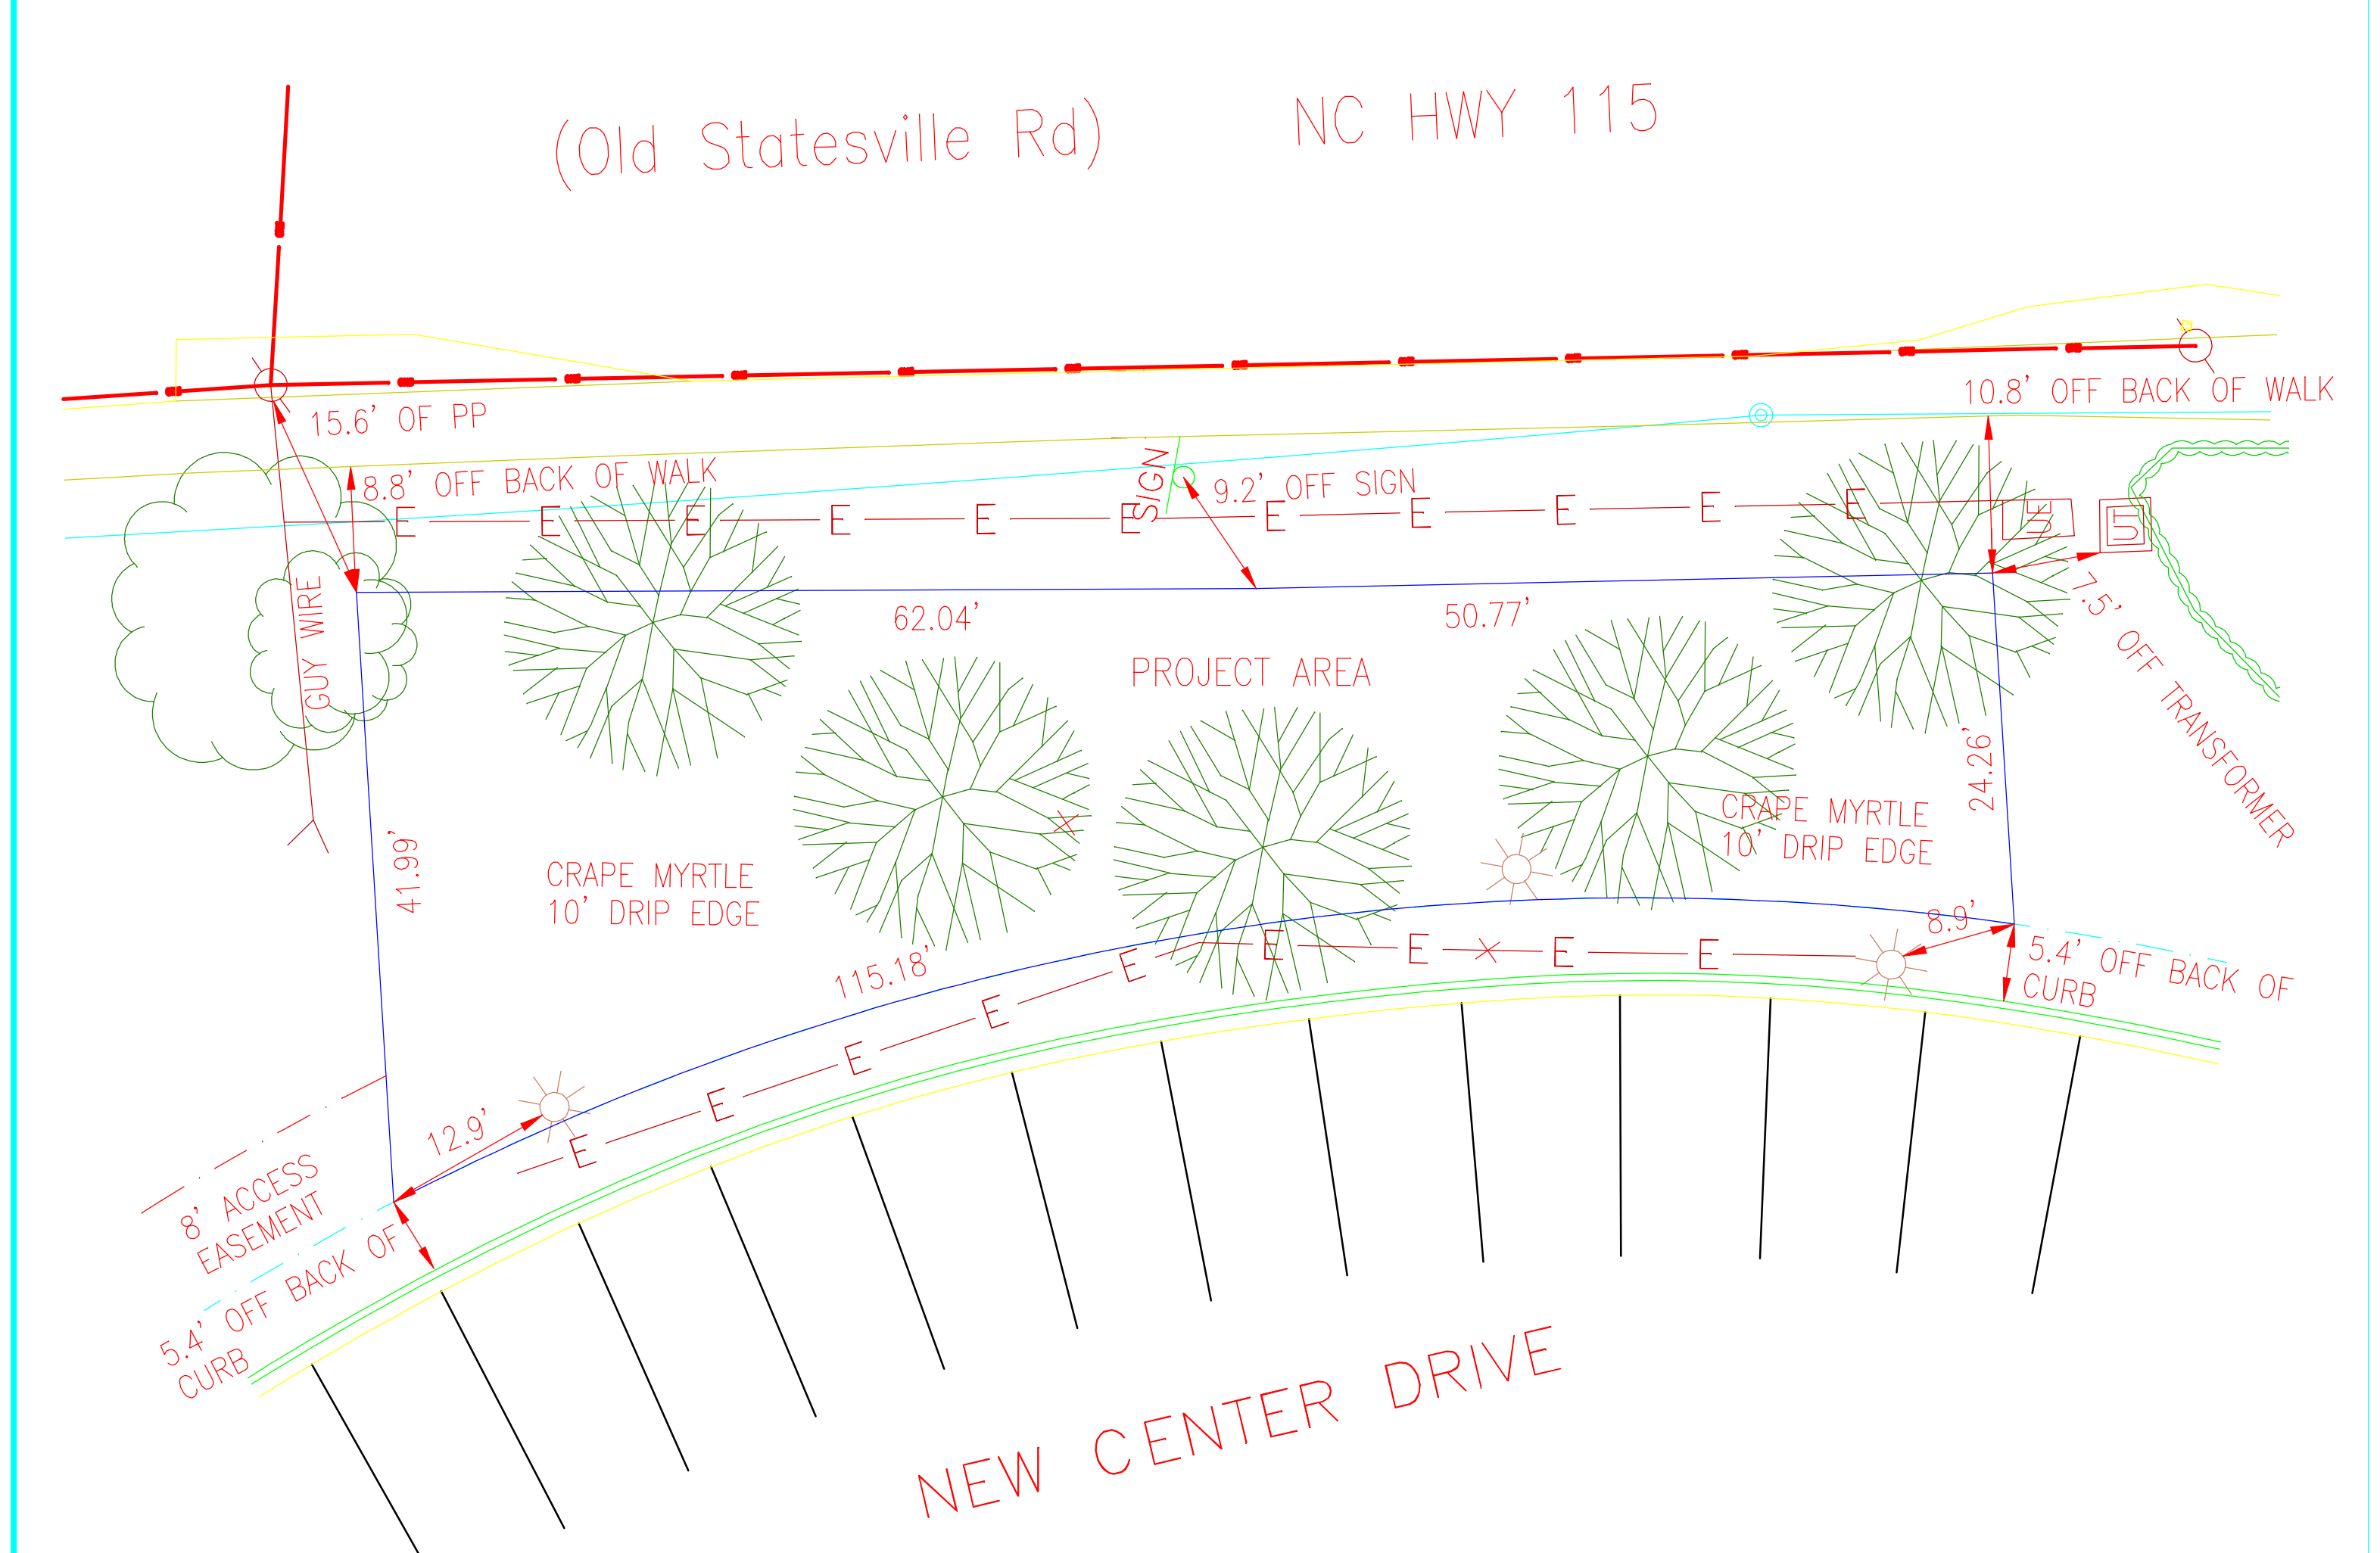 (Old Statesville Rd)
NC HWY 115
10.8' OFF BACK OF WALK
15.6' OF PP
8.8' OFF BACK OF WALK
SIGN
9.2' OFF SIGN
E E E E E E E E E E E
UE
UT
GUY WIRE
62.04'
50.77'
7.5' OFF TRANSFORMER
PROJECT AREA
24.26'
41.99'
CRAPE MYRTLE
10' DRIP EDGE
CRAPE MYRTLE
10' DRIP EDGE
115.18'
8.9'
5.4' OFF BACK OF
CURB
E E E E E E E E E
12.9'
8' ACCESS
EASEMENT
5.4' OFF BACK OF
CURB
NEW CENTER DRIVE